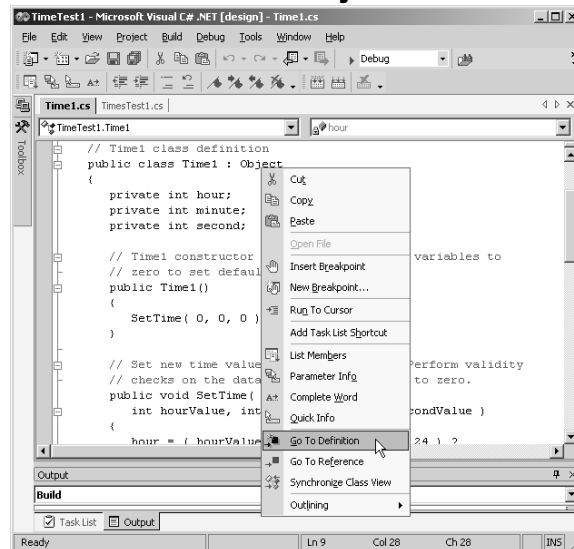 TimeTest1 - Microsoft Visual C# .NET [design] - Time1.cs
File Edit View Project Build Debug Tools Window Help
Debug
Time1.cs TimesTest1.cs
TimeTest1.Time1 hour
Toolbox
// Time1 class definition
public class Time1 : Object
{
private int hour;
private int minute;
private int second;
// Time1 constructor variables to
// zero to set defaul
public Time1()
{
SetTime( 0, 0, 0 )
}
// Set new time value Perform validity
// checks on the data to zero.
public void SetTime(
int hourValue, int condValue )
{
hour = ( hourValue 24 ) ?
Cut
Copy
Paste
Open File
Insert Breakpoint
New Breakpoint...
Run To Cursor
Add Task List Shortcut
List Members
Parameter Info
Complete Word
Quick Info
Go To Definition
Go To Reference
Synchronize Class View
Outlining
Output
Build
Task List Output
Ready Ln 9 Col 28 Ch 28 INS